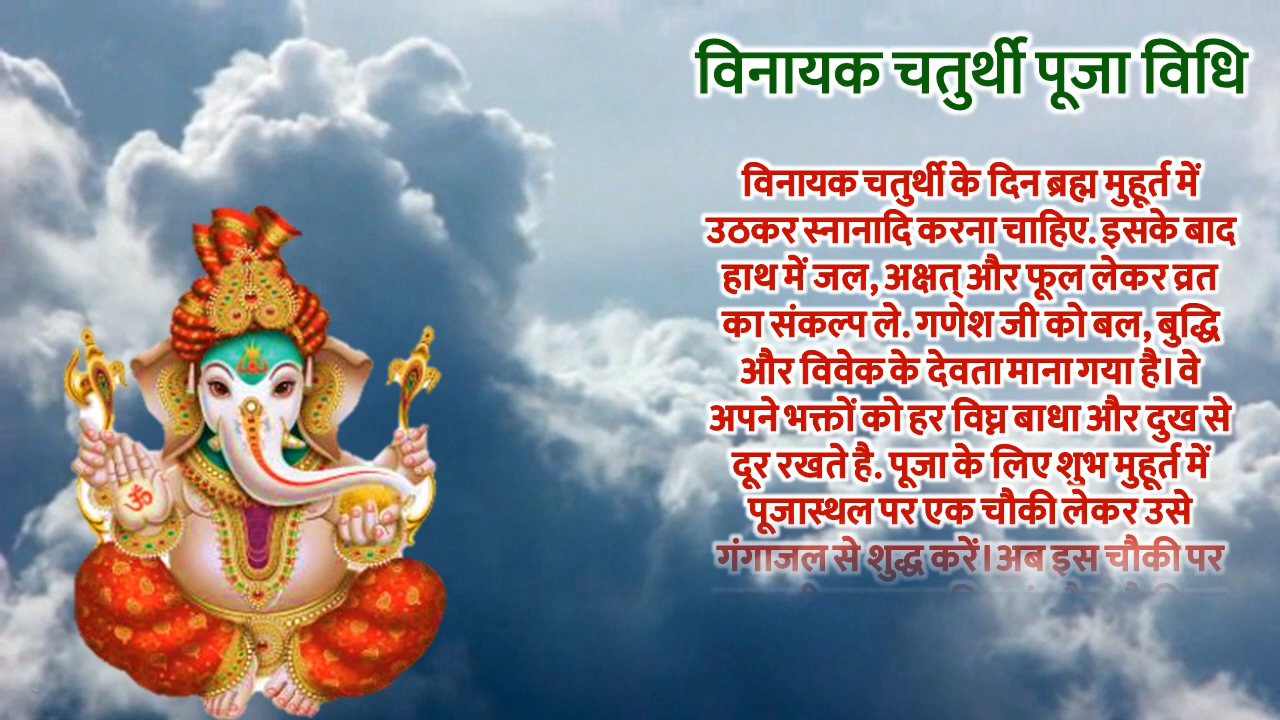 विनायक चतुर्थी पूजा विधि
विनायक चतुर्थी के दिन ब्रह्म मुहूर्त में
उठकर स्नानादि करना चाहिए. इसके बाद
हाथ में जल, अक्षत् और फूल लेकर व्रत
का संकल्प ले. गणेश जी को बल, बुद्धि
और विवेक के देवता माना गया है। वे
अपने भक्तों को हर विघ्न बाधा और दुख से
दूर रखते है. पूजा के लिए शुभ मुहूर्त में
पूजास्थल पर एक चौकी लेकर उसे
गंगाजल से शुद्ध करें। अब इस चौकी पर
ॐ